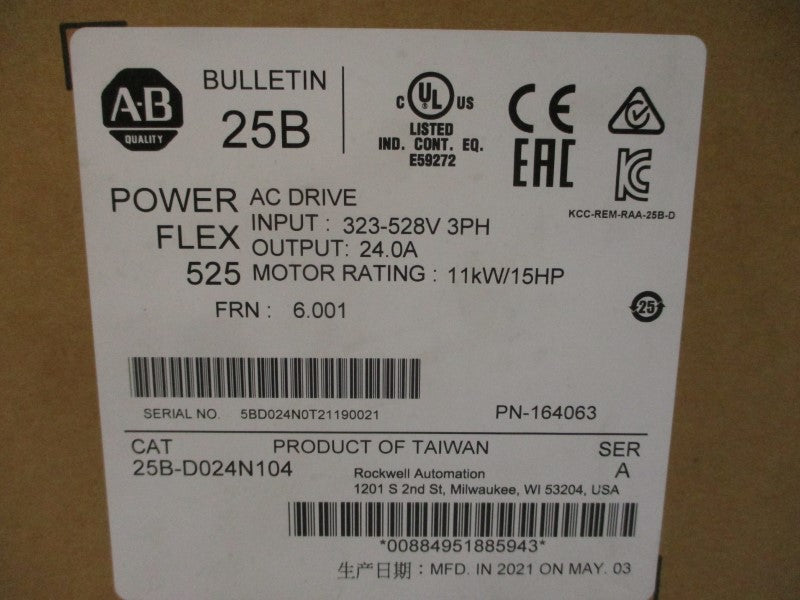 A-B
QUALITY
BULLETIN
25B
C UL US
LISTED
IND. CONT. EQ.
E59272
CE
EAC
KC
KCC-REM-RAA-25B-D
POWER
FLEX
525
AC DRIVE
INPUT : 323-528V 3PH
OUTPUT: 24.0A
MOTOR RATING : 11kW/15HP
FRN : 6.001
25
SERIAL NO. 5BD024N0T21190021
PN-164063
CAT
25B-D024N104
PRODUCT OF TAIWAN
Rockwell Automation
1201 S 2nd St, Milwaukee, WI 53204, USA
SER
A
*00884951885943*
生产日期 : MFD. IN 2021 ON MAY. 03